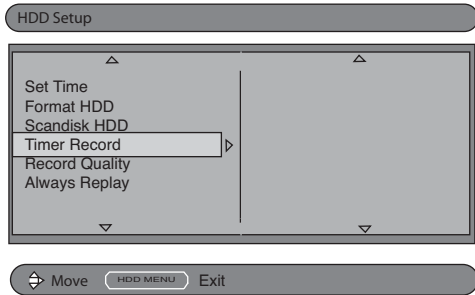 HDD Setup
Set Time
Format HDD
Scandisk HDD
Timer Record
Record Quality
Always Replay
Move HDD MENU Exit